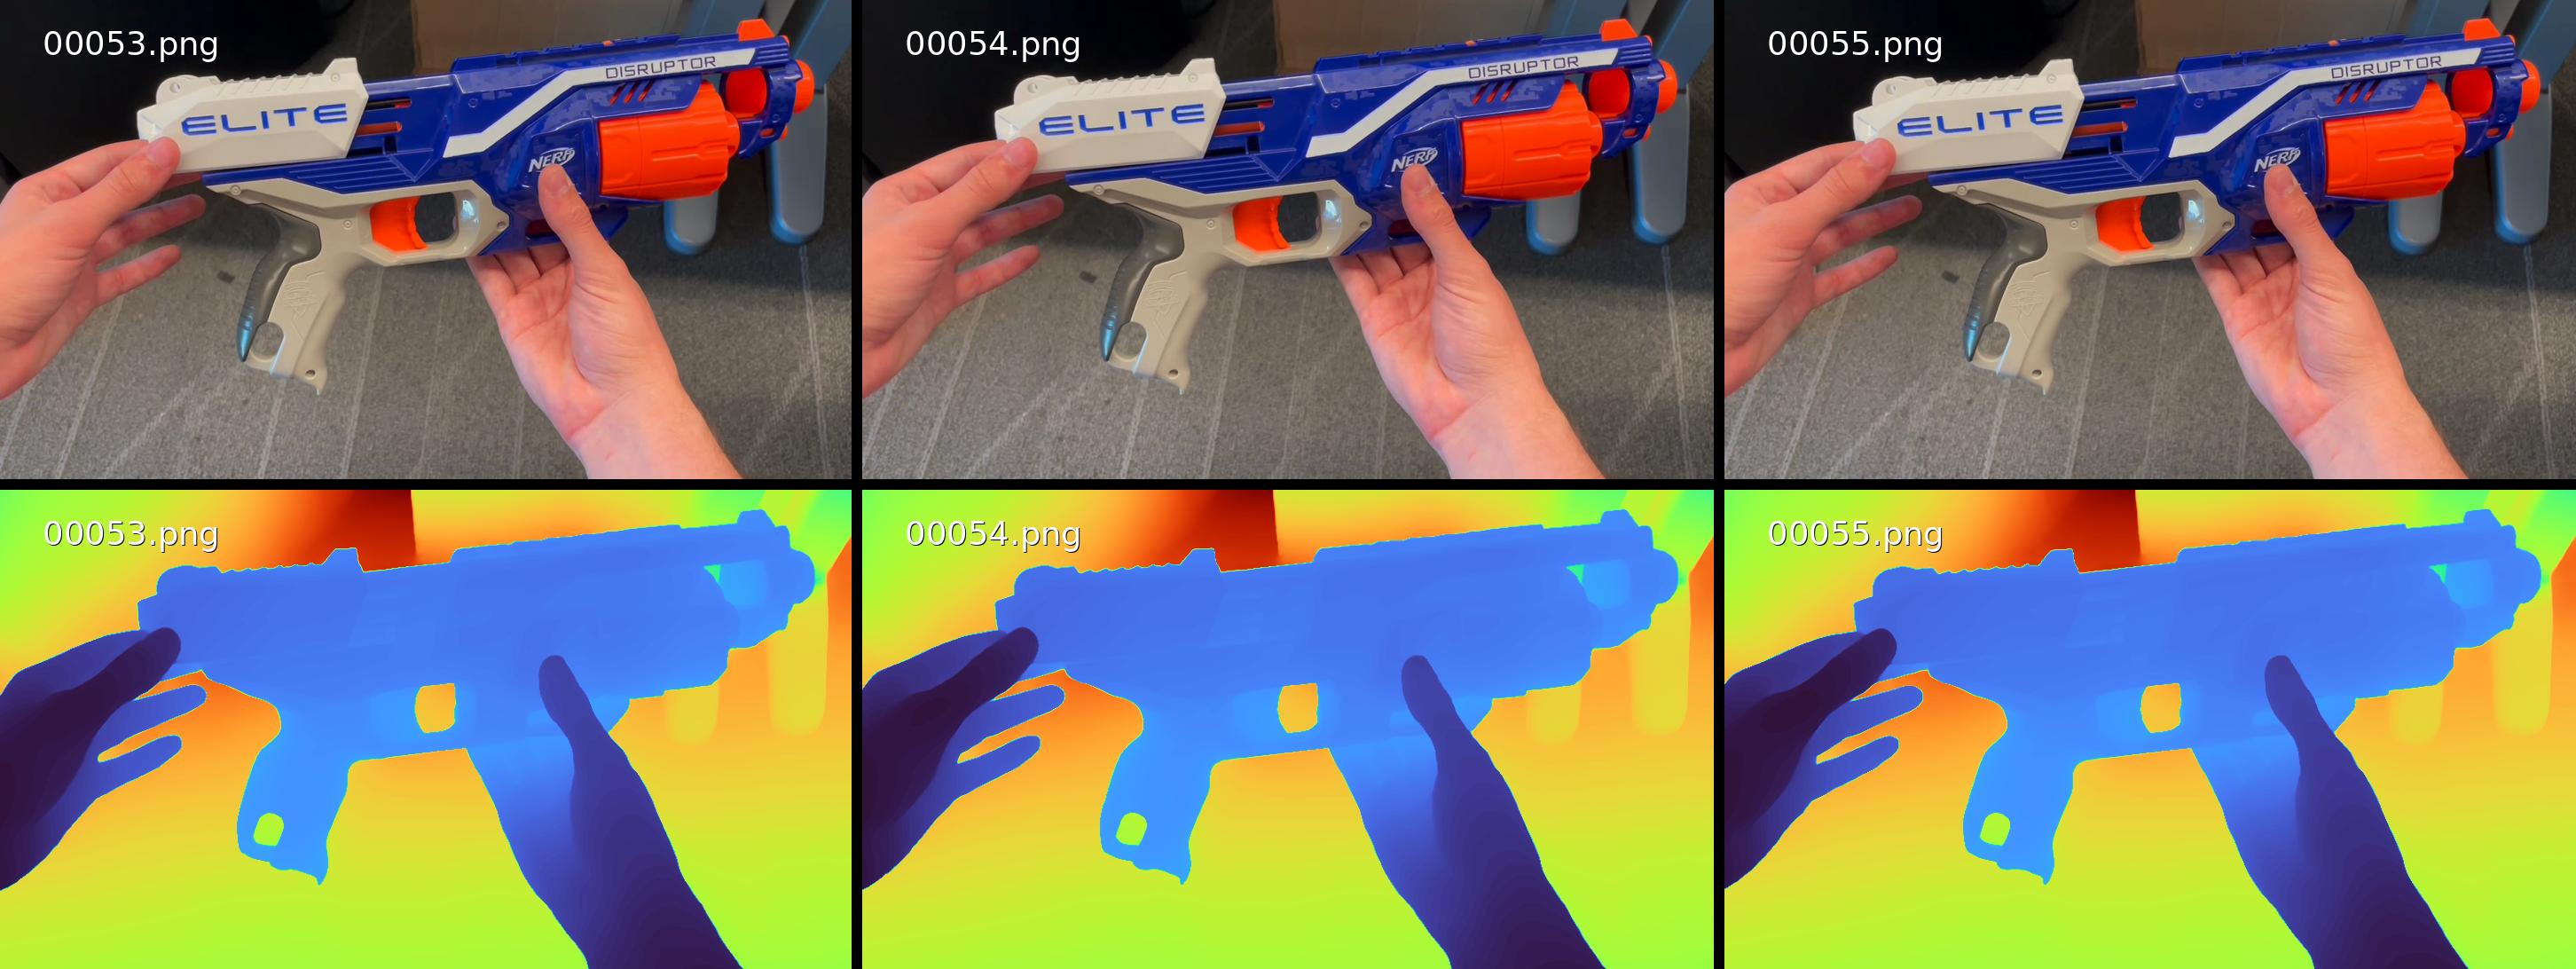 00053.png
DISRUPTOR
ELITE
NERF
00054.png
DISRUPTOR
ELITE
NERF
00055.png
DISRUPTOR
ELITE
NERF
00053.png
00054.png
00055.png